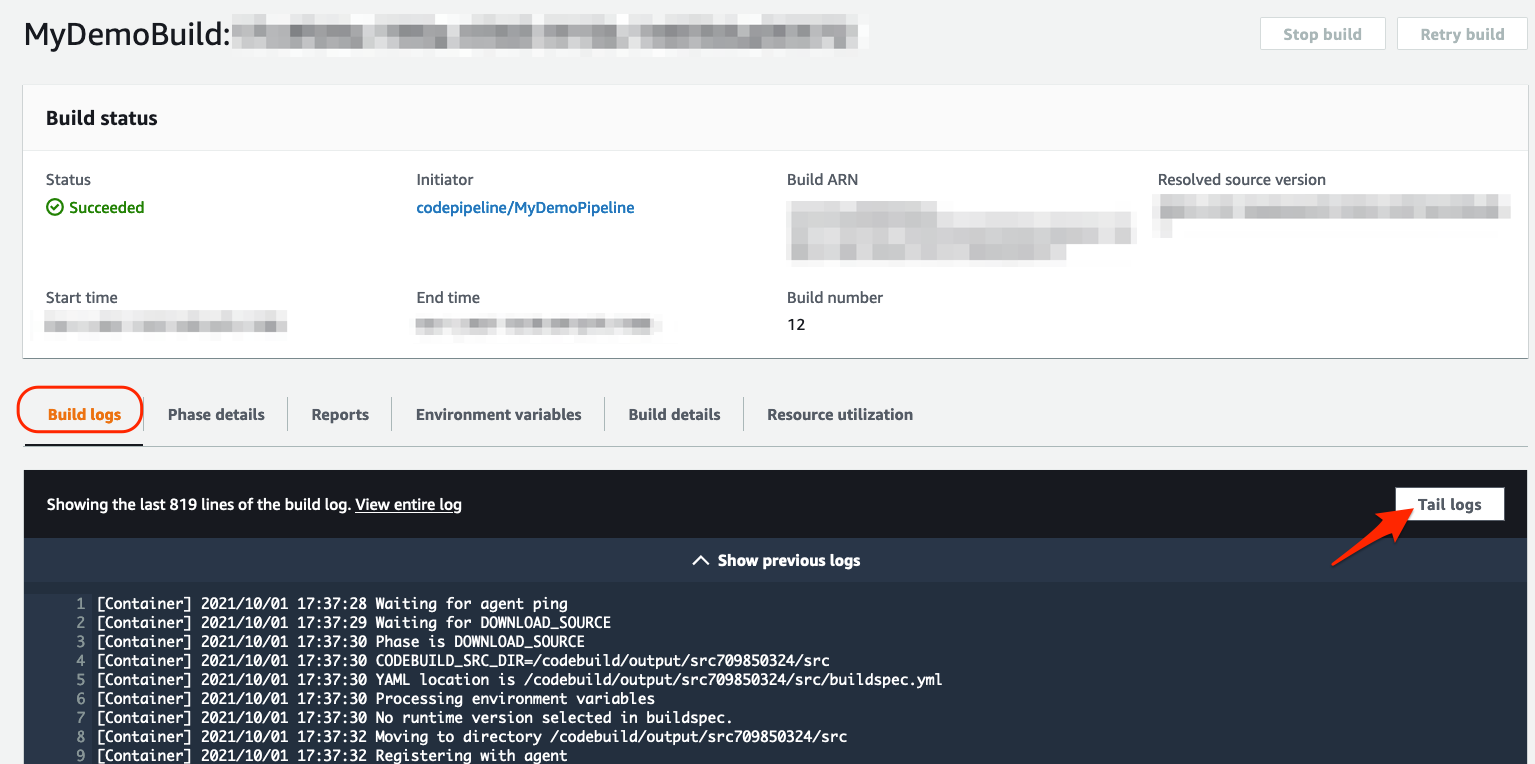 MyDemoBuild:
Stop build
Retry build
Build status
Status
Initiator
Build ARN
Resolved source version
Succeeded
codepipeline/MyDemoPipeline
Start time
End time
Build number
12
Build logs
Phase details
Reports
Environment variables
Build details
Resource utilization
Showing the last 819 lines of the build log. View entire log
Tail logs
Show previous logs
1 [Container] 2021/10/01 17:37:28 Waiting for agent ping
2 [Container] 2021/10/01 17:37:29 Waiting for DOWNLOAD_SOURCE
3 [Container] 2021/10/01 17:37:30 Phase is DOWNLOAD_SOURCE
4 [Container] 2021/10/01 17:37:30 CODEBUILD_SRC_DIR=/codebuild/output/src709850324/src
5 [Container] 2021/10/01 17:37:30 YAML location is /codebuild/output/src709850324/src/buildspec.yml
6 [Container] 2021/10/01 17:37:30 Processing environment variables
7 [Container] 2021/10/01 17:37:30 No runtime version selected in buildspec.
8 [Container] 2021/10/01 17:37:32 Moving to directory /codebuild/output/src709850324/src
9 [Container] 2021/10/01 17:37:32 Registering with agent